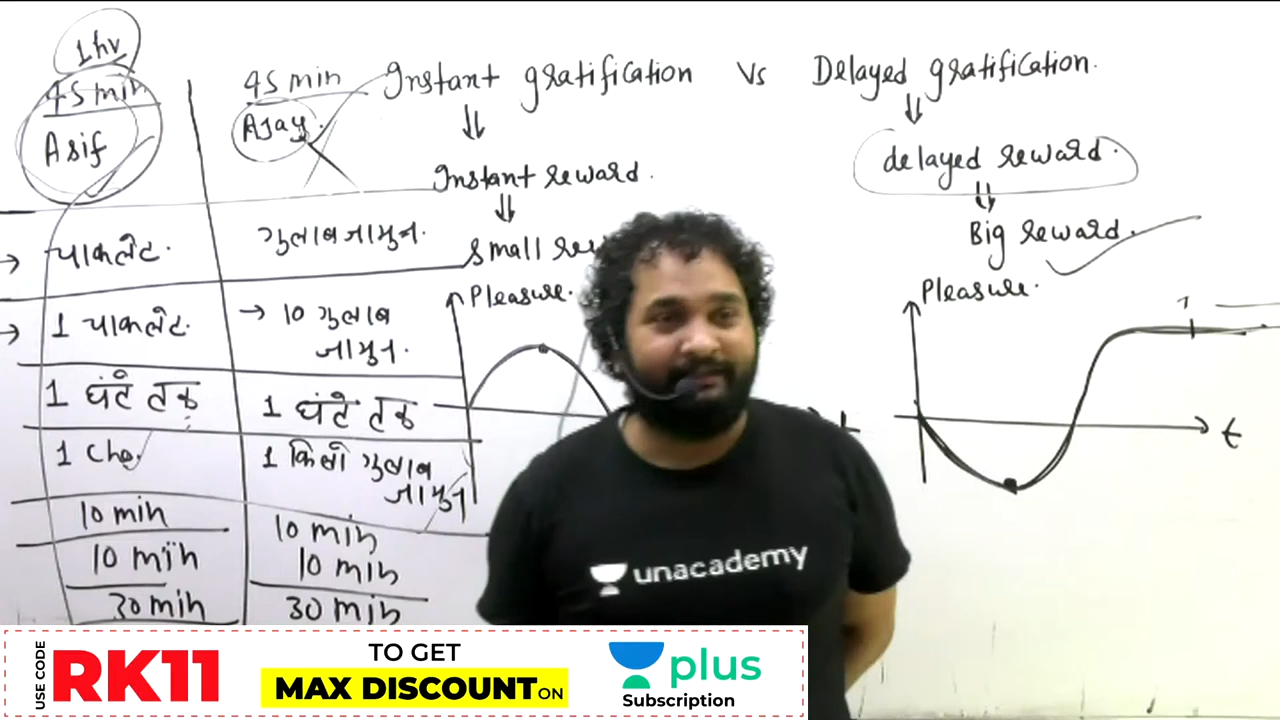 1 hr
45 min
Asif
चाकलेट.
1 चाकलेट.
1 घंटे तक
1 Cho.
10 min
10 min
30 min
45 min
AJay.
गुलाब जामुन.
→ 10 गुलाब
जामुन.
1 घंटे तक
1 किलो गुलाब
जामुन
10 min
10 min
30 min
Instant gratification Vs Delayed gratification.
Instant reward.
Small
Pleasure.
delayed reward.
Big reward.
Pleasure.
t
t
unacademy
USE CODE
RK11
TO GET
MAX DISCOUNT ON
plus
Subscription